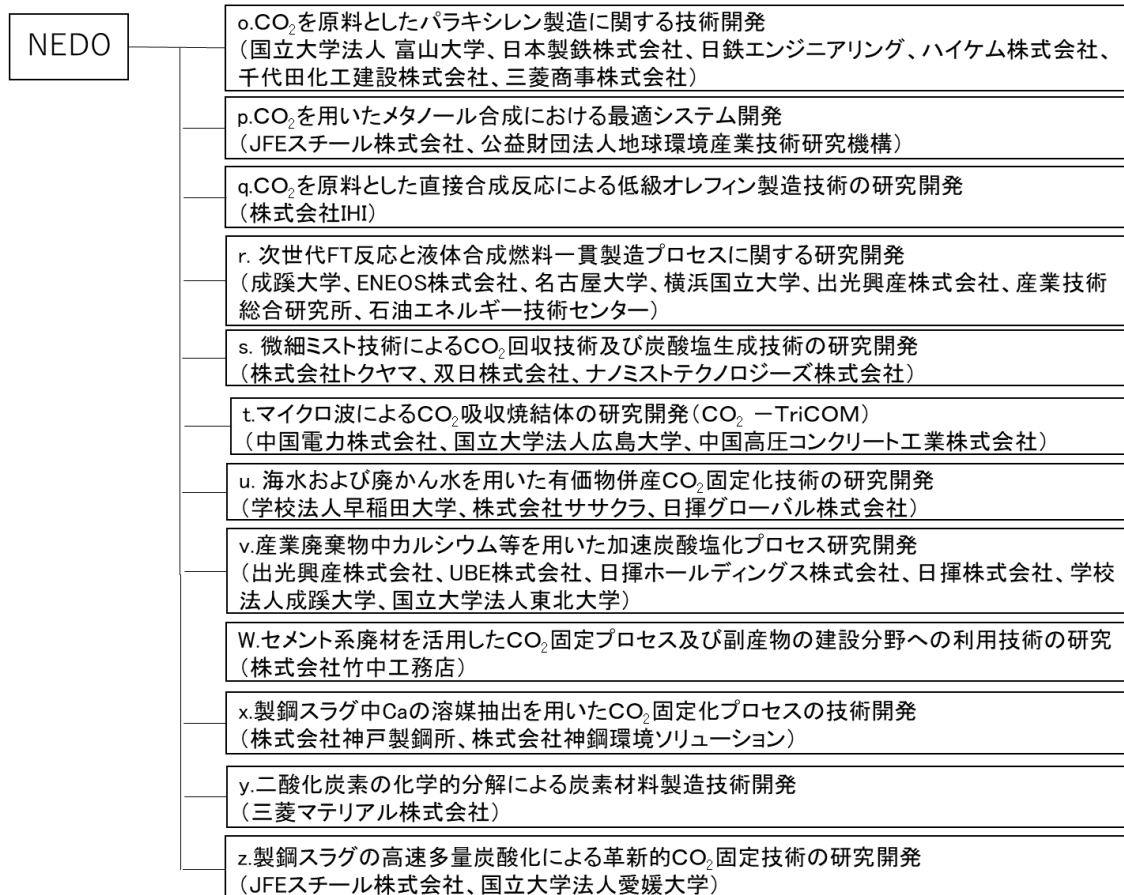 NEDO
o.CO₂を原料としたパラキシレン製造に関する技術開発
(国立大学法人 富山大学、日本製鉄株式会社、日鉄エンジニアリング、ハイケム株式会社、
千代田化工建設株式会社、三菱商事株式会社)
p.CO₂を用いたメタノール合成における最適システム開発
(JFEスチール株式会社、公益財団法人地球環境産業技術研究機構)
q.CO₂を原料とした直接合成反応による低級オレフィン製造技術の研究開発
(株式会社IHI)
r. 次世代FT反応と液体合成燃料一貫製造プロセスに関する研究開発
(成蹊大学、ENEOS株式会社、名古屋大学、横浜国立大学、出光興産株式会社、産業技術
総合研究所、石油エネルギー技術センター)
s. 微細ミスト技術によるCO₂回収技術及び炭酸塩生成技術の研究開発
(株式会社トクヤマ、双日株式会社、ナノミストテクノロジーズ株式会社)
t.マイクロ波によるCO₂吸収焼結体の研究開発(CO₂ -TriCOM)
(中国電力株式会社、国立大学法人広島大学、中国高圧コンクリート工業株式会社)
u. 海水および廃かん水を用いた有価物併産CO₂固定化技術の研究開発
(学校法人早稲田大学、株式会社ササクラ、日揮グローバル株式会社)
v.産業廃棄物中カルシウム等を用いた加速炭酸塩化プロセス研究開発
(出光興産株式会社、UBE株式会社、日揮ホールディングス株式会社、日揮株式会社、学校
法人成蹊大学、国立大学法人東北大学)
W.セメント系廃材を活用したCO₂固定プロセス及び副産物の建設分野への利用技術の研究
(株式会社竹中工務店)
x.製鋼スラグ中Caの溶媒抽出を用いたCO₂固定化プロセスの技術開発
(株式会社神戸製鋼所、株式会社神鋼環境ソリューション)
y.二酸化炭素の化学的分解による炭素材料製造技術開発
(三菱マテリアル株式会社)
z.製鋼スラグの高速多量炭酸化による革新的CO₂固定技術の研究開発
(JFEスチール株式会社、国立大学法人愛媛大学)